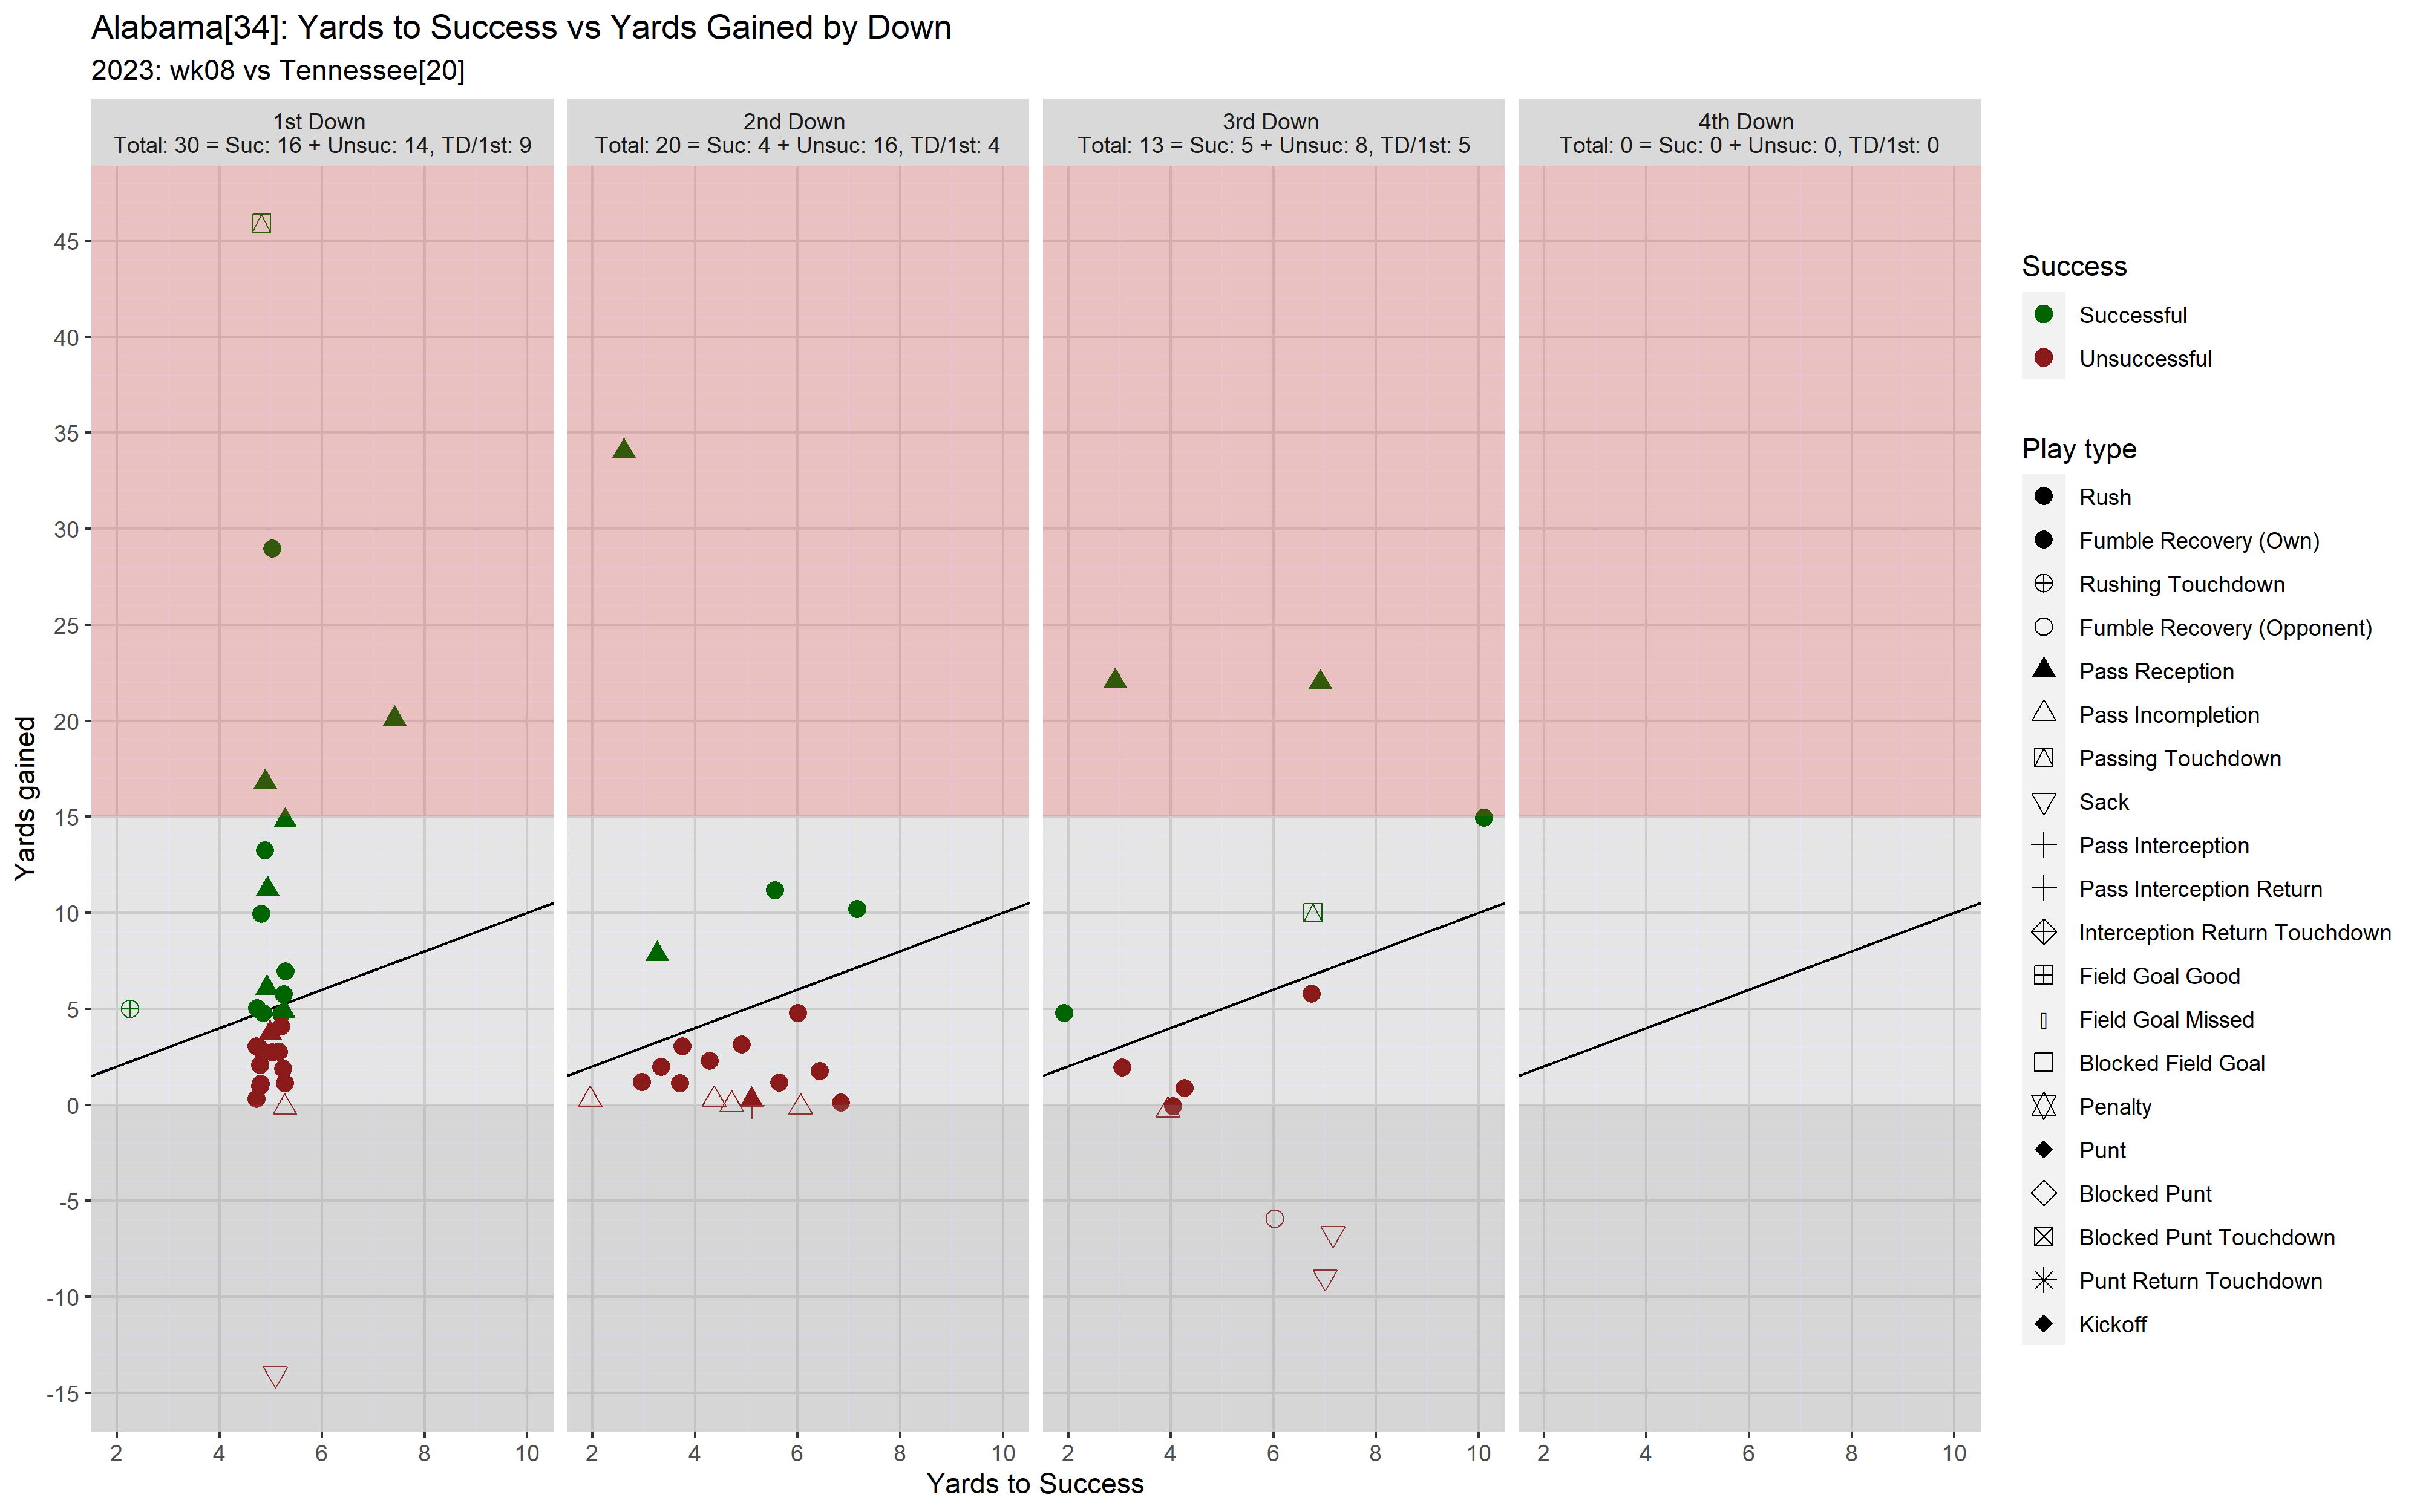 Alabama[34]: Yards to Success vs Yards Gained by Down
2023: wk08 vs Tennessee[20]
1st Down
Total: 30 = Suc: 16 + Unsuc: 14, TD/1st: 9
2nd Down
Total: 20 = Suc: 4 + Unsuc: 16, TD/1st: 4
3rd Down
Total: 13 = Suc: 5 + Unsuc: 8, TD/1st: 5
4th Down
Total: 0 = Suc: 0 + Unsuc: 0, TD/1st: 0
Yards gained
45
40
35
30
25
20
15
10
5
0
-5
-10
-15
2 4 6 8 10
2 4 6 8 10
2 4 6 8 10
2 4 6 8 10
Yards to Success
Success
Successful
Unsuccessful
Play type
Rush
Fumble Recovery (Own)
Rushing Touchdown
Fumble Recovery (Opponent)
Pass Reception
Pass Incompletion
Passing Touchdown
Sack
Pass Interception
Pass Interception Return
Interception Return Touchdown
Field Goal Good
Field Goal Missed
Blocked Field Goal
Penalty
Punt
Blocked Punt
Blocked Punt Touchdown
Punt Return Touchdown
Kickoff